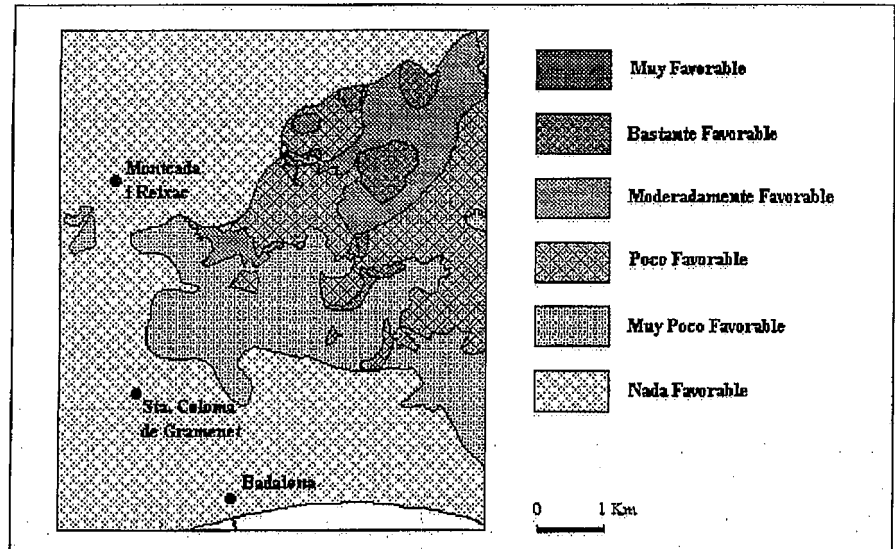 Muy Favorable
Bastante Favorable
Moderadamente Favorable
Poco Favorable
Muy Poco Favorable
Nada Favorable
Montcada
i Reixac
Sta. Coloma
de Gramenet
Badalona
0 1 Km